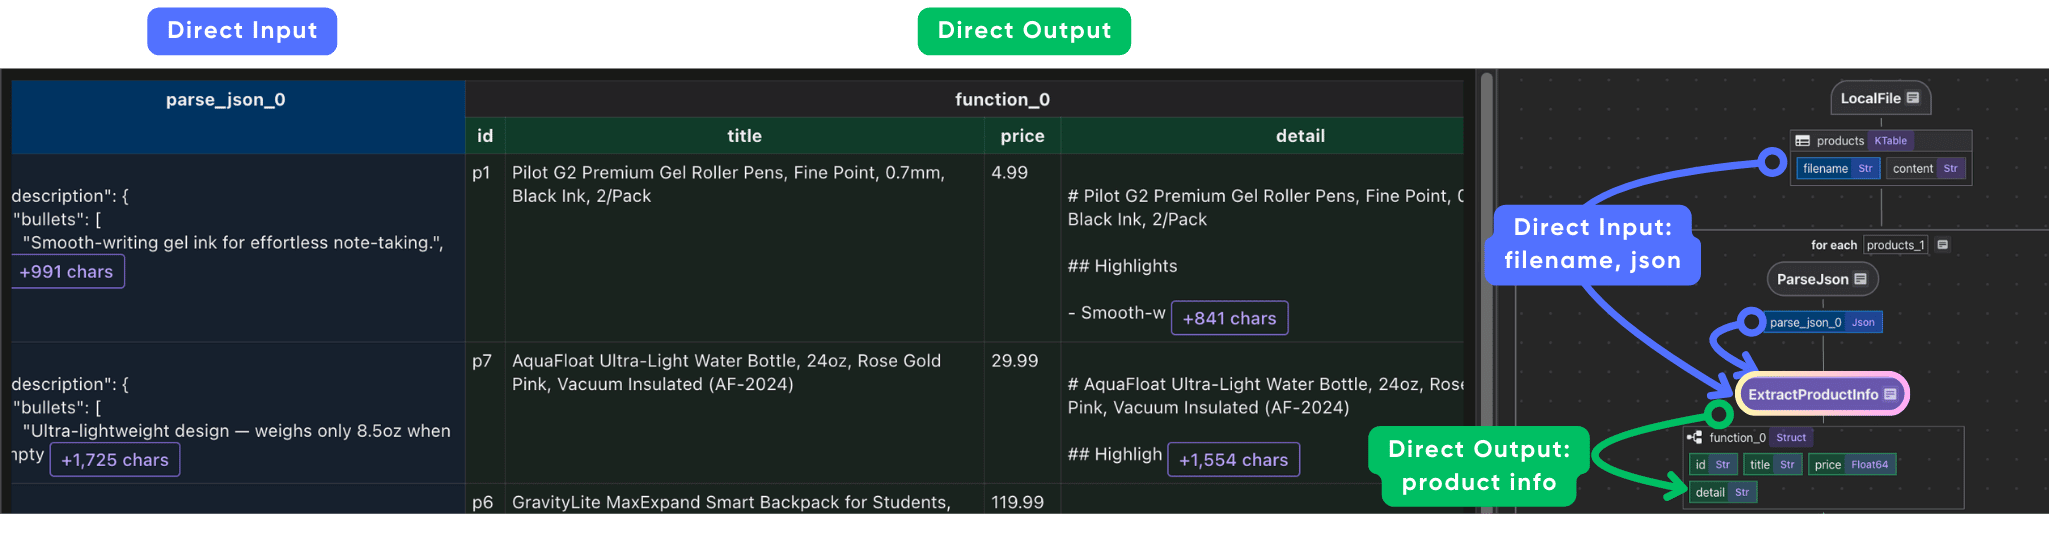 Direct Input
Direct Output
parse_json_0
function_0
id
title
price
detail
description": {
"bullets": [
"Smooth-writing gel ink for effortless note-taking.",
+991 chars
p1
Pilot G2 Premium Gel Roller Pens, Fine Point, 0.7mm,
Black Ink, 2/Pack
4.99
# Pilot G2 Premium Gel Roller Pens, Fine Point, 0
Black Ink, 2/Pack
## Highlights
- Smooth-w +841 chars
description": {
"bullets": [
"Ultra-lightweight design — weighs only 8.5oz when
mpty +1,725 chars
p7
AquaFloat Ultra-Light Water Bottle, 24oz, Rose Gold
Pink, Vacuum Insulated (AF-2024)
29.99
# AquaFloat Ultra-Light Water Bottle, 24oz, Rose
Pink, Vacuum Insulated (AF-2024)
## Highligh +1,554 chars
p6
GravityLite MaxExpand Smart Backpack for Students,
119.99
LocalFile
products KTable
filename Str content Str
Direct Input:
filename, json
for each products_1
ParseJson
parse_json_0 Json
ExtractProductInfo
Direct Output:
product info
function_0 Struct
id Str title Str price Float64
detail Str